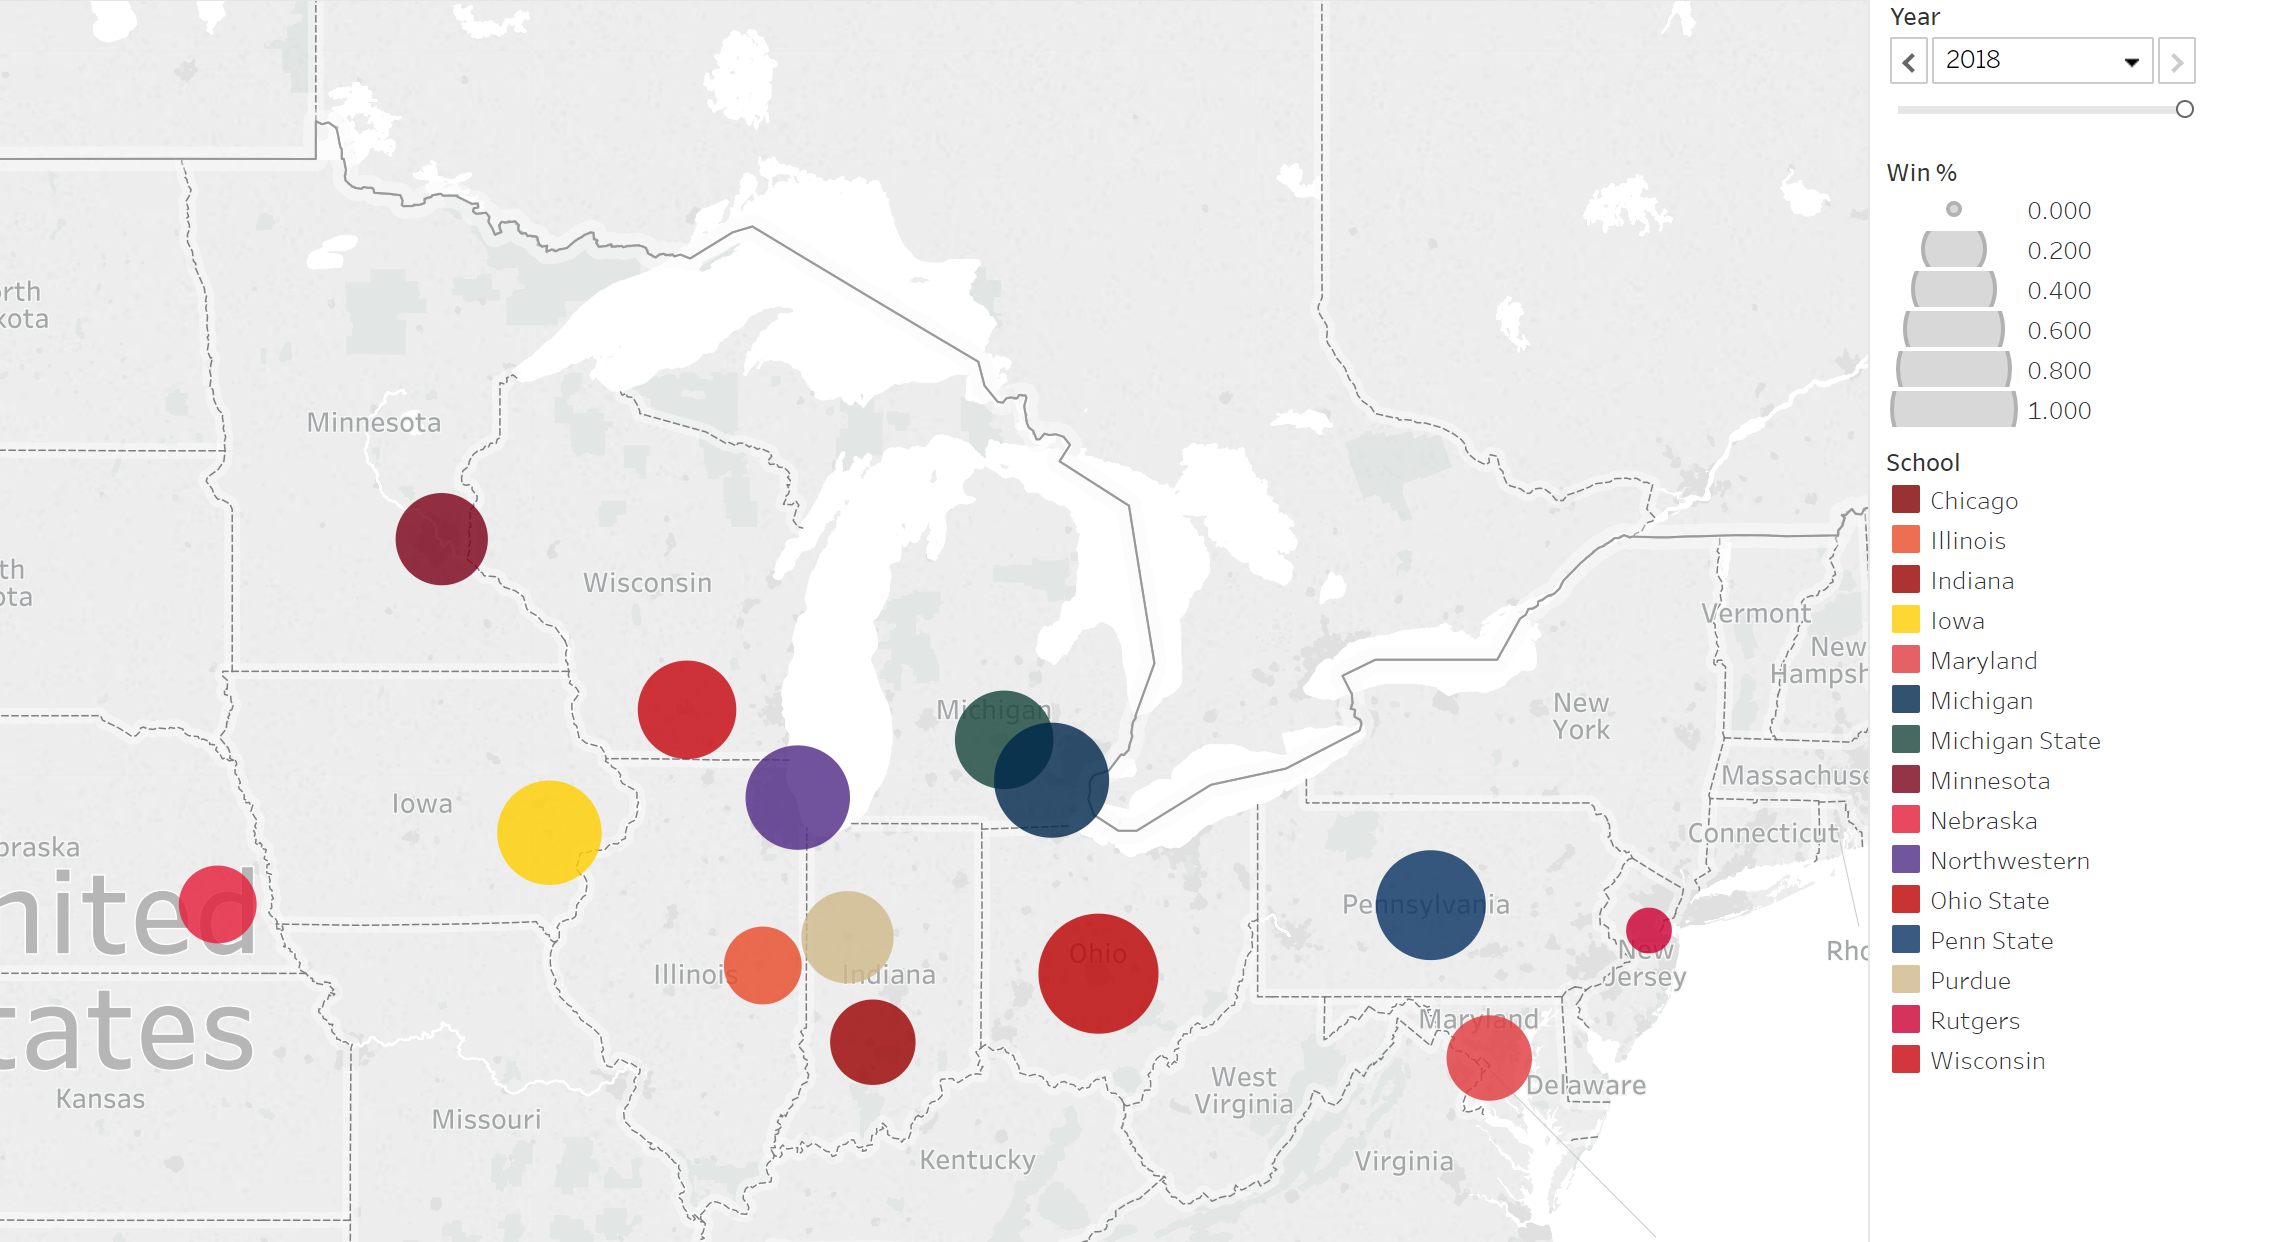 Year
2018
Win %
0.000
0.200
0.400
0.600
0.800
1.000
School
Chicago
Illinois
Indiana
Iowa
Maryland
Michigan
Michigan State
Minnesota
Nebraska
Northwestern
Ohio State
Penn State
Purdue
Rutgers
Wisconsin
rth
kota
Minnesota
th
ota
Wisconsin
Vermont
New
Hampsh
Michigan
New
York
Massachuse
Iowa
Connecticut
braska
nited
States
Pennsylvania
Ohio
New
Jersey
Rho
Illinois
Indiana
Maryland
West
Virginia
Delaware
Kansas
Missouri
Kentucky
Virginia